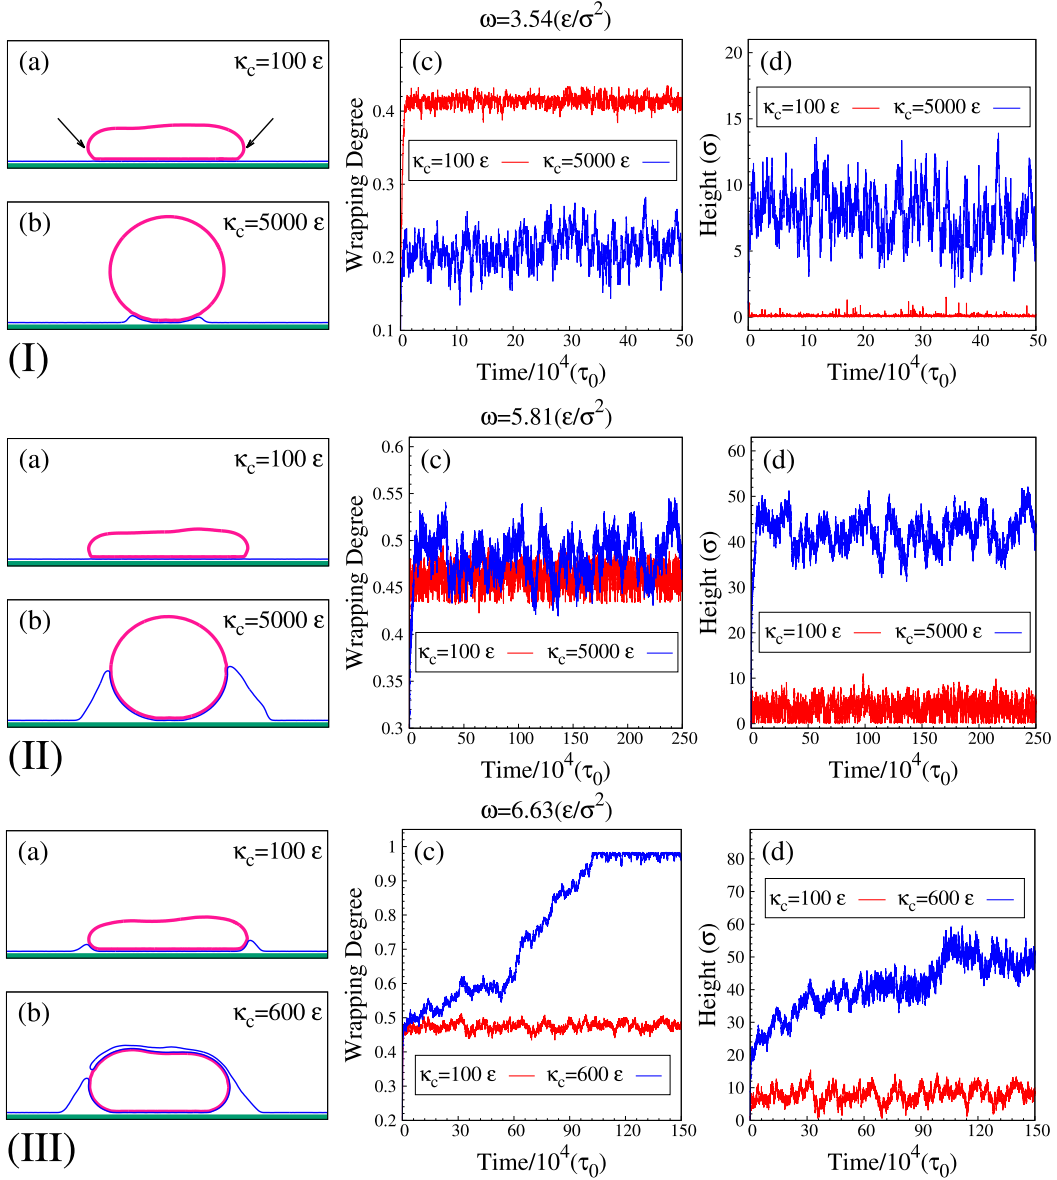 ω=3.54(ε/σ²)
(a)
κc=100 ε
(b)
κc=5000 ε
(I)
(c)
Wrapping Degree
0.4
0.3
0.2
0.1
κc=100 ε κc=5000 ε
0 10 20 30 40 50
Time/10⁴(τ₀)
(d)
Height (σ)
20
15
10
5
0
κc=100 ε κc=5000 ε
0 10 20 30 40 50
Time/10⁴(τ₀)
ω=5.81(ε/σ²)
(a)
κc=100 ε
(b)
κc=5000 ε
(II)
(c)
Wrapping Degree
0.6
0.55
0.5
0.45
0.4
0.35
0.3
κc=100 ε κc=5000 ε
0 50 100 150 200 250
Time/10⁴(τ₀)
(d)
Height (σ)
60
50
40
30
20
10
0
κc=100 ε κc=5000 ε
0 50 100 150 200 250
Time/10⁴(τ₀)
ω=6.63(ε/σ²)
(a)
κc=100 ε
(b)
κc=600 ε
(III)
(c)
Wrapping Degree
1
0.9
0.8
0.7
0.6
0.5
0.4
0.3
0.2
κc=100 ε κc=600 ε
0 30 60 90 120 150
Time/10⁴(τ₀)
(d)
Height (σ)
80
70
60
50
40
30
20
10
0
κc=100 ε κc=600 ε
0 30 60 90 120 150
Time/10⁴(τ₀)